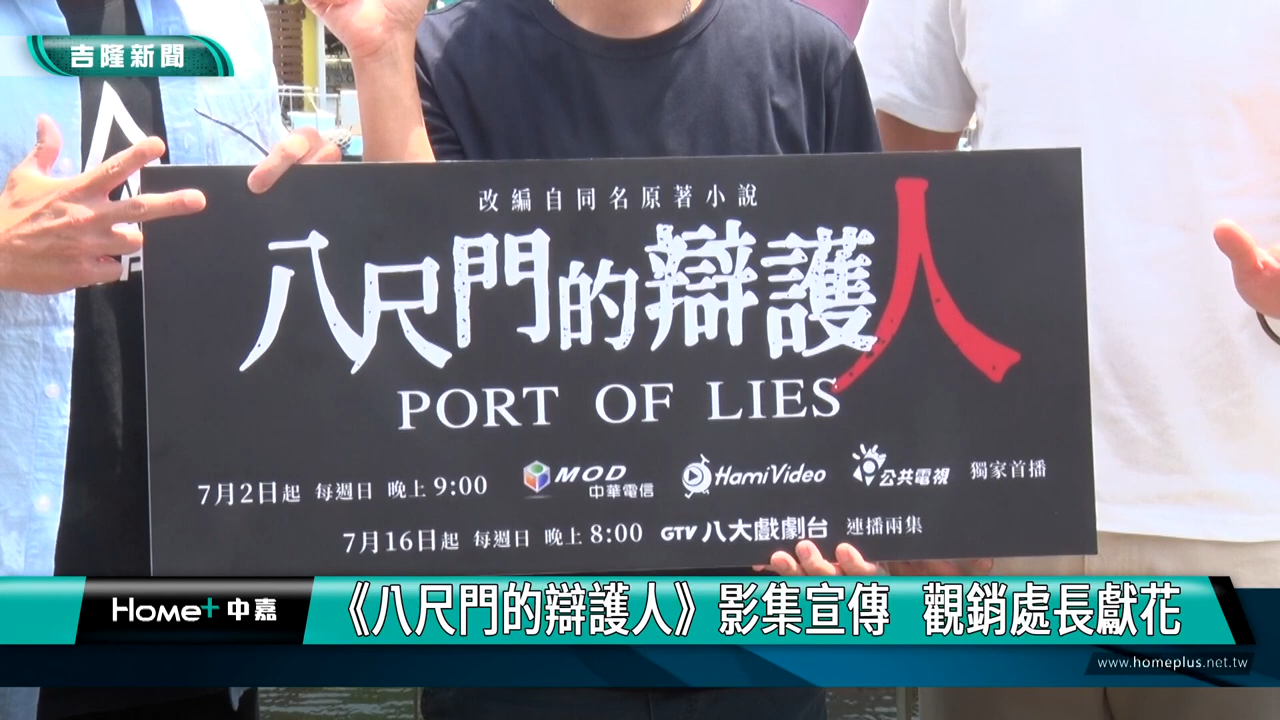 吉隆新聞
改編自同名原著小說
八尺門的辯護人
PORT OF LIES
7月2日起 每週日 晚上 9:00 MOD 中華電信 HamiVideo 公共電視 獨家首播
7月16日起 每週日 晚上 8:00 GTV 八大戲劇台 連播兩集
Home+ 中嘉 《八尺門的辯護人》影集宣傳 觀銷處長獻花
www.homeplus.net.tw